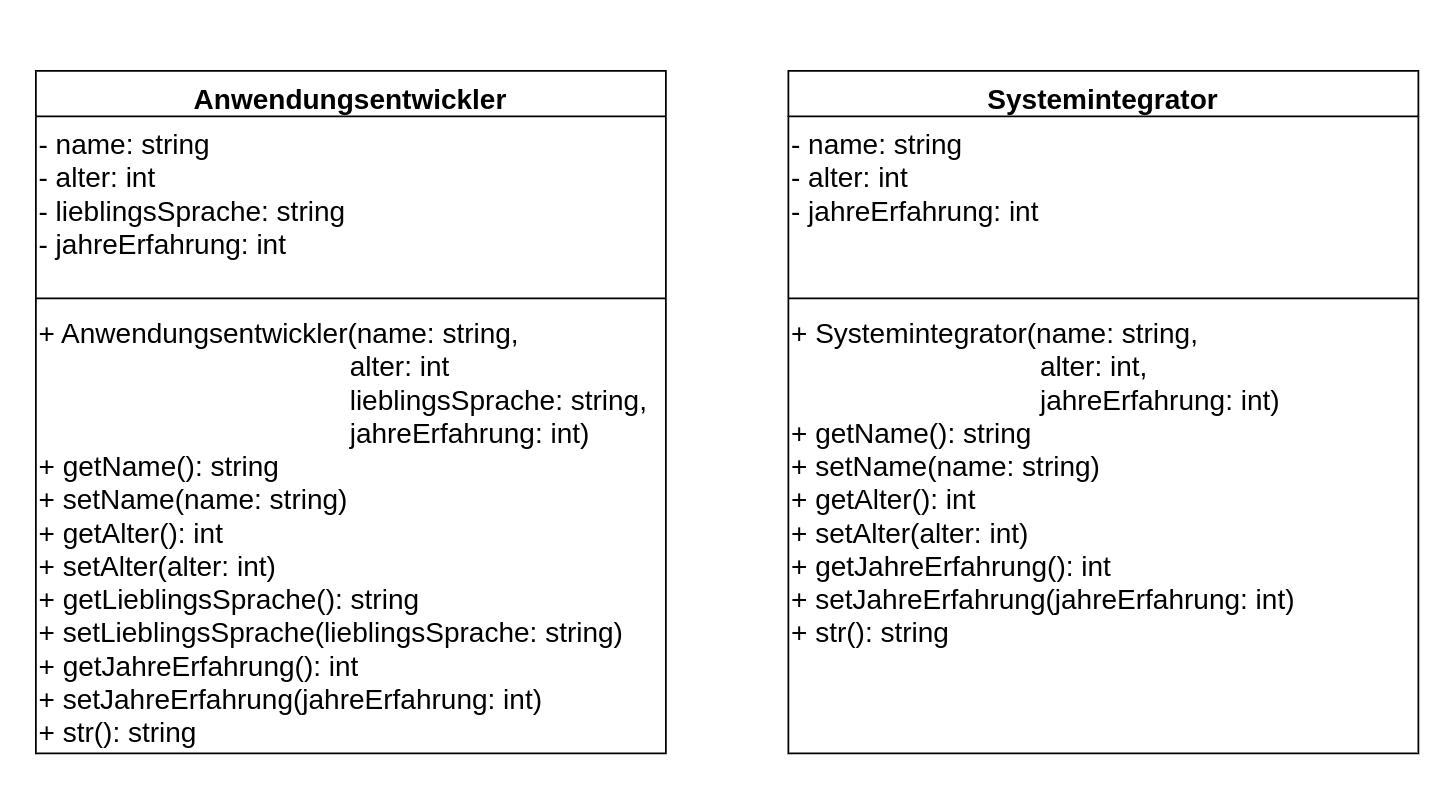 Anwendungsentwickler
- name: string
- alter: int
- lieblingsSprache: string
- jahreErfahrung: int
+ Anwendungsentwickler(name: string,
alter: int
lieblingsSprache: string,
jahreErfahrung: int)
+ getName(): string
+ setName(name: string)
+ getAlter(): int
+ setAlter(alter: int)
+ getLieblingsSprache(): string
+ setLieblingsSprache(lieblingsSprache: string)
+ getJahreErfahrung(): int
+ setJahreErfahrung(jahreErfahrung: int)
+ str(): string
Systemintegrator
- name: string
- alter: int
- jahreErfahrung: int
+ Systemintegrator(name: string,
alter: int,
jahreErfahrung: int)
+ getName(): string
+ setName(name: string)
+ getAlter(): int
+ setAlter(alter: int)
+ getJahreErfahrung(): int
+ setJahreErfahrung(jahreErfahrung: int)
+ str(): string